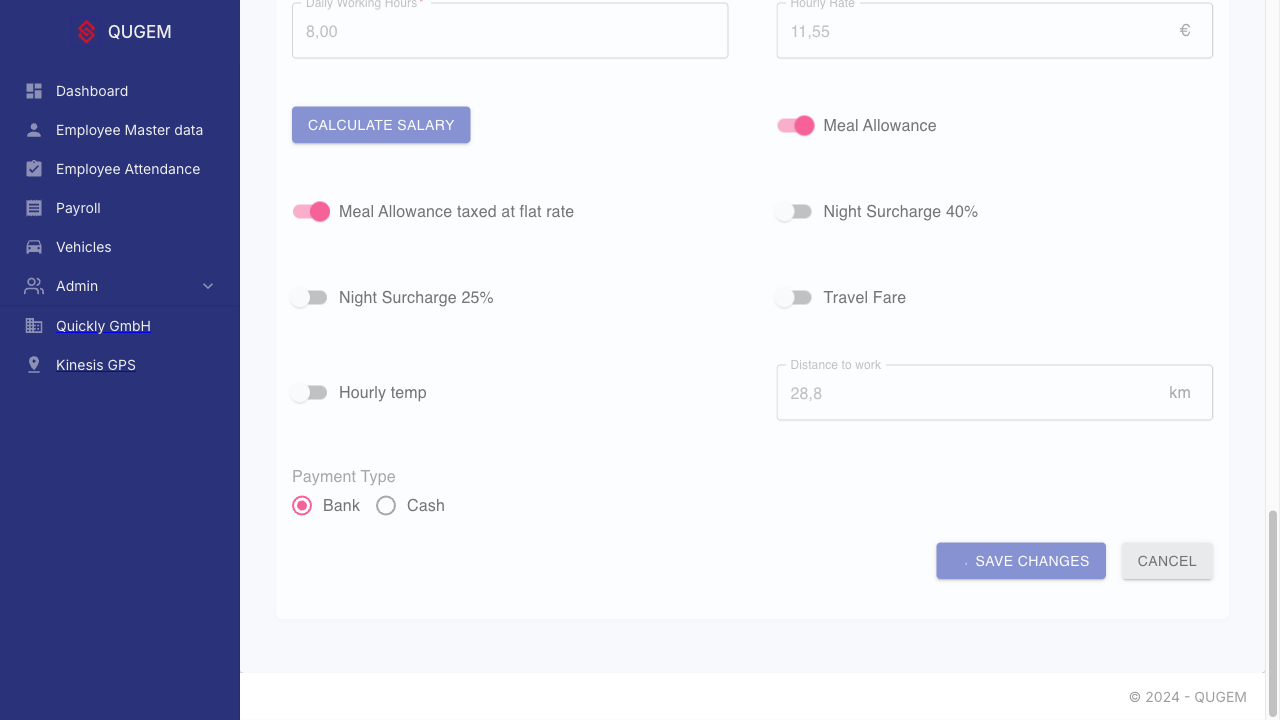 QUGEM
Dashboard
Employee Master data
Employee Attendance
Payroll
Vehicles
Admin
Quickly GmbH
Kinesis GPS
Daily Working Hours*
8,00
Hourly Rate
11,55 €
CALCULATE SALARY
Meal Allowance
Meal Allowance taxed at flat rate
Night Surcharge 40%
Night Surcharge 25%
Travel Fare
Hourly temp
Distance to work
28,8 km
Payment Type
Bank
Cash
SAVE CHANGES
CANCEL
© 2024 - QUGEM